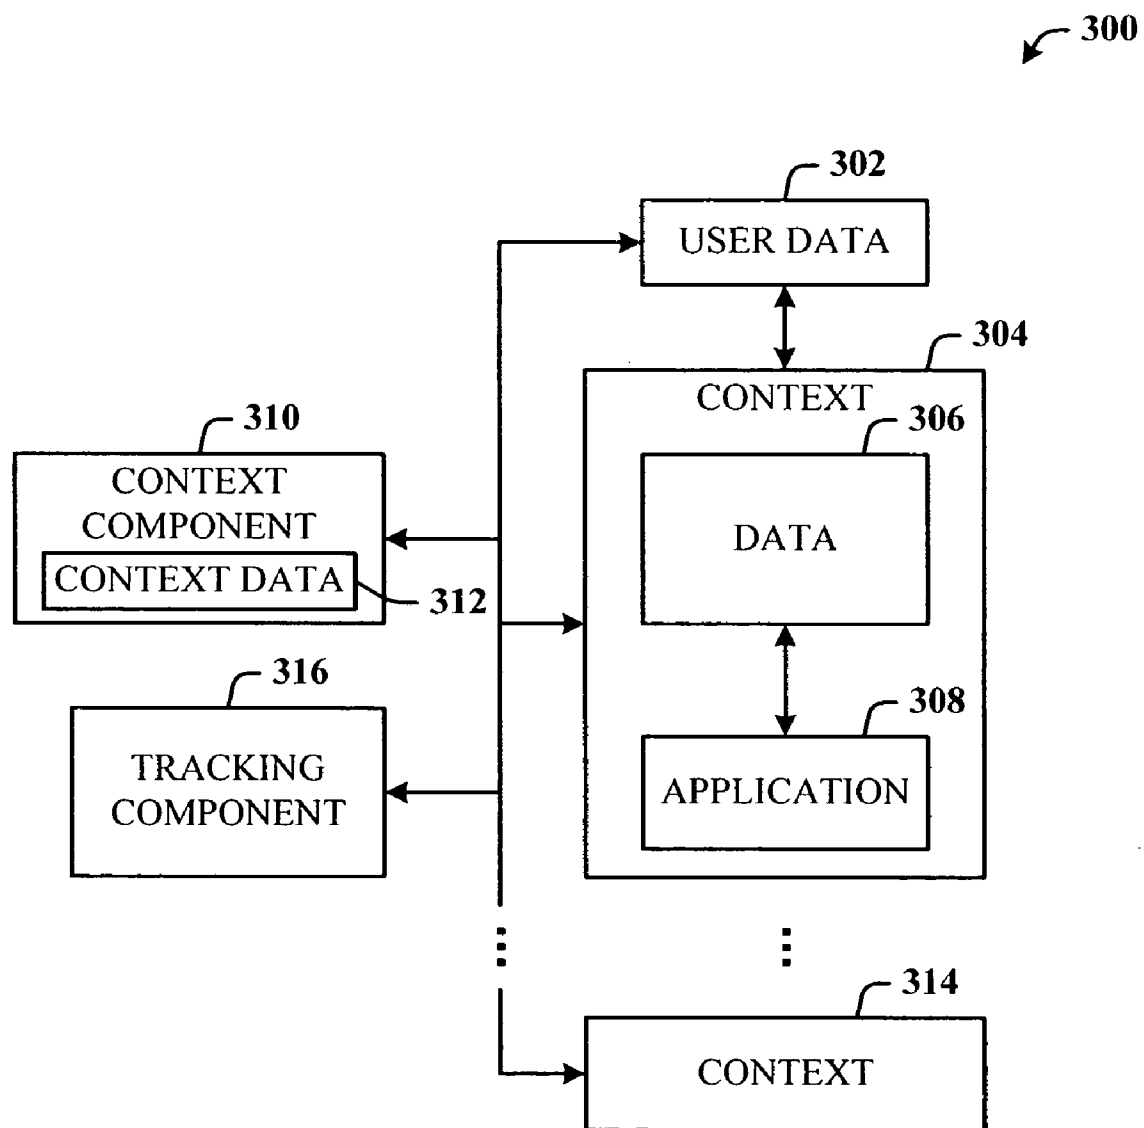 300
302
USER DATA
304
CONTEXT
306
DATA
310
CONTEXT
COMPONENT
CONTEXT DATA
312
316
TRACKING
COMPONENT
308
APPLICATION
314
CONTEXT